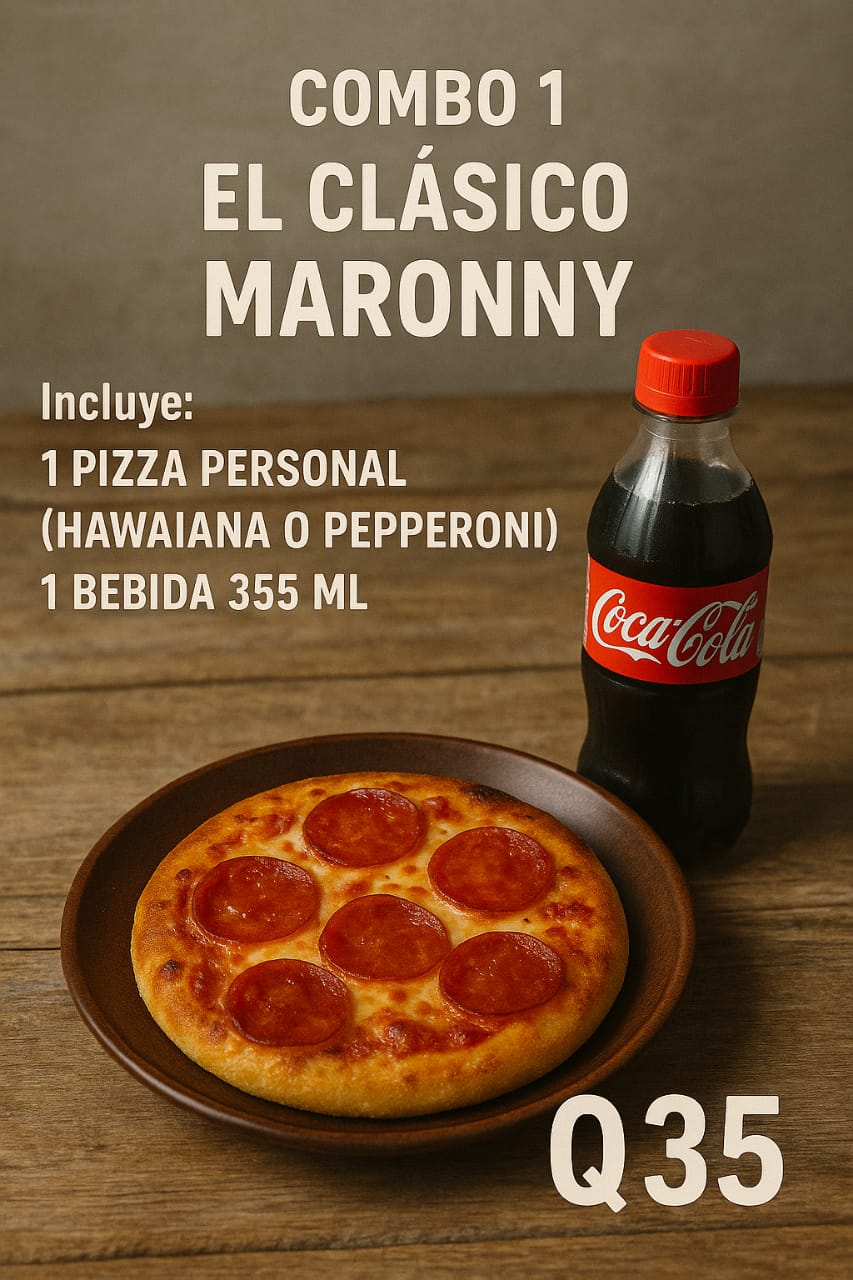 COMBO 1
EL CLÁSICO
MARONNY
Incluye:
1 PIZZA PERSONAL
(HAWAIANA O PEPPERONI)
1 BEBIDA 355 ML
Coca-Cola
Q35